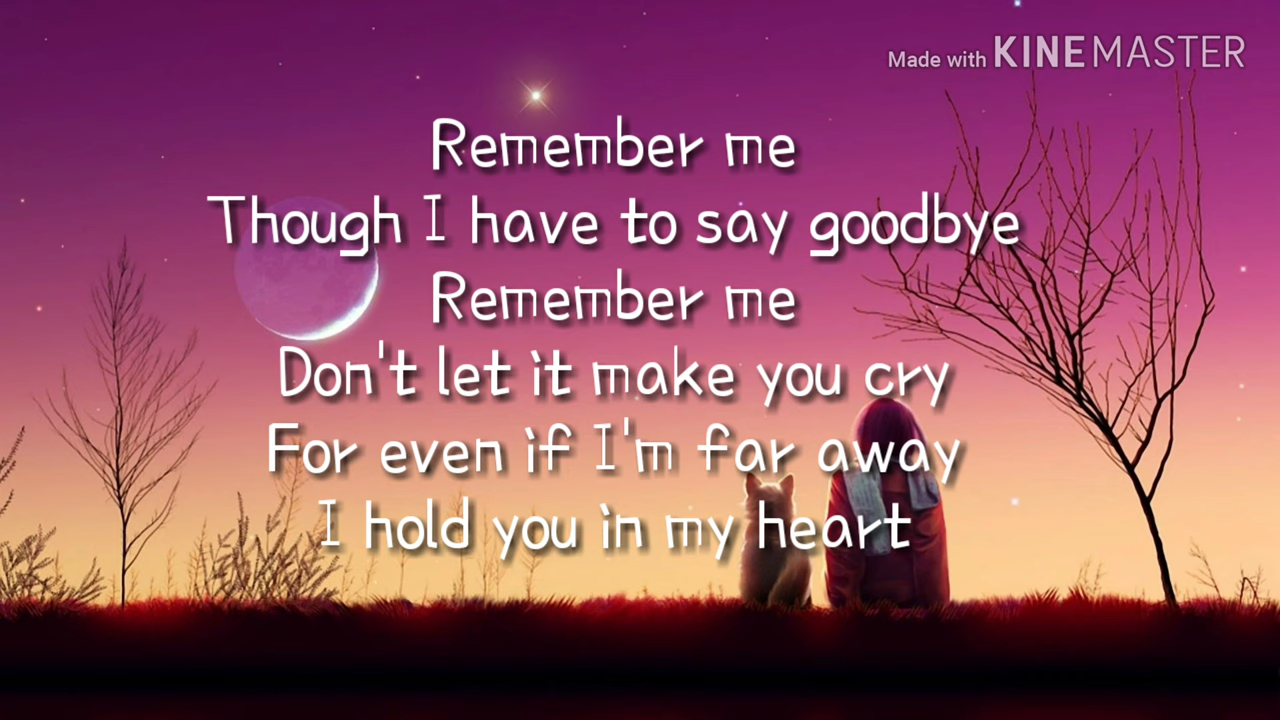 Made with KINEMASTER
Remember me
Though I have to say goodbye
Remember me
Don't let it make you cry
For even if I'm far away
I hold you in my heart